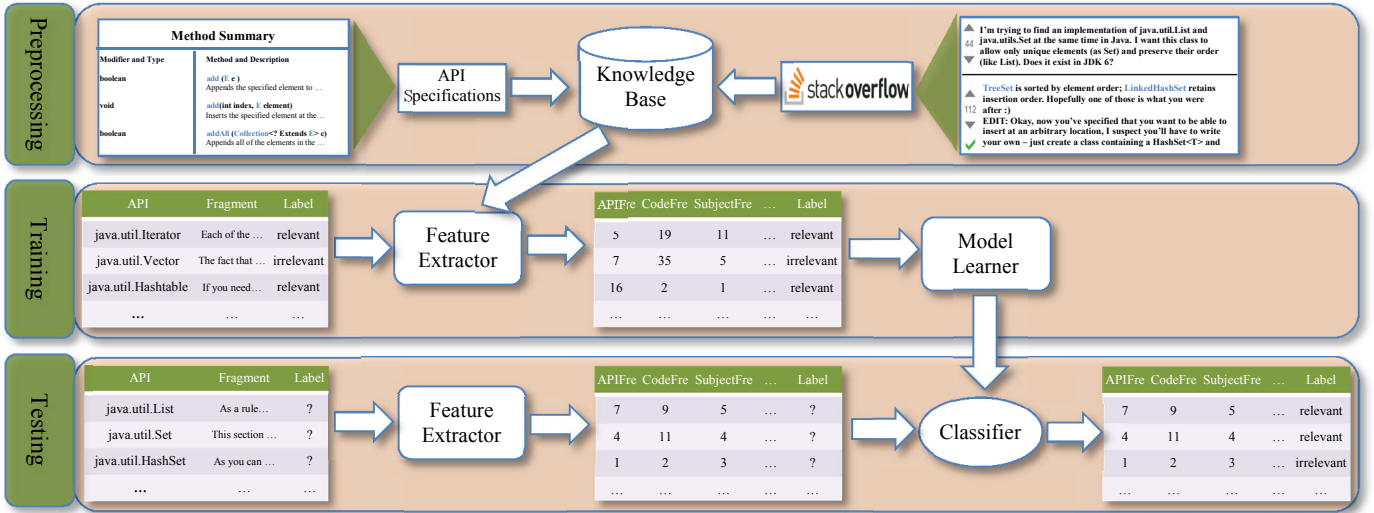 Preprocessing
Method Summary
Modifier and Type Method and Description
boolean add (E e )
Appends the specified element to …
void add(int index, E element)
Inserts the specified element at the…
boolean addAll (Collection<? Extends E> c)
Appends all of the elements in the …
API
Specifications
Knowledge
Base
stackoverflow
44
I'm trying to find an implementation of java.util.List and
java.utils.Set at the same time in Java. I want this class to
allow only unique elements (as Set) and preserve their order
(like List). Does it exist in JDK 6?
112
TreeSet is sorted by element order; LinkedHashSet retains
insertion order. Hopefully one of those is what you were
after :)
EDIT: Okay, now you've specified that you want to be able to
insert at an arbitrary location, I suspect you'll have to write
your own – just create a class containing a HashSet<T> and
Training
API Fragment Label
java.util.Iterator Each of the … relevant
java.util.Vector The fact that … irrelevant
java.util.Hashtable If you need… relevant
… … …
Feature
Extractor
APIFre CodeFre SubjectFre … Label
5 19 11 … relevant
7 35 5 … irrelevant
16 2 1 … relevant
… … … … …
Model
Learner
Testing
API Fragment Label
java.util.List As a rule… ?
java.util.Set This section … ?
java.util.HashSet As you can … ?
… … …
Feature
Extractor
APIFre CodeFre SubjectFre … Label
7 9 5 … ?
4 11 4 … ?
1 2 3 … ?
… … … … …
Classifier
APIFre CodeFre SubjectFre … Label
7 9 5 … relevant
4 11 4 … relevant
1 2 3 … irrelevant
… … … … …